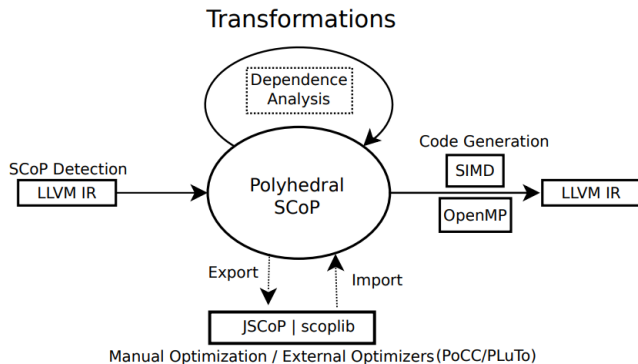 Transformations
Dependence
Analysis
Code Generation
SIMD
SCoP Detection
LLVM IR
Polyhedral
SCoP
LLVM IR
OpenMP
Export
Import
JSCoP | scoplib
Manual Optimization / External Optimizers (PoCC/PLuTo)